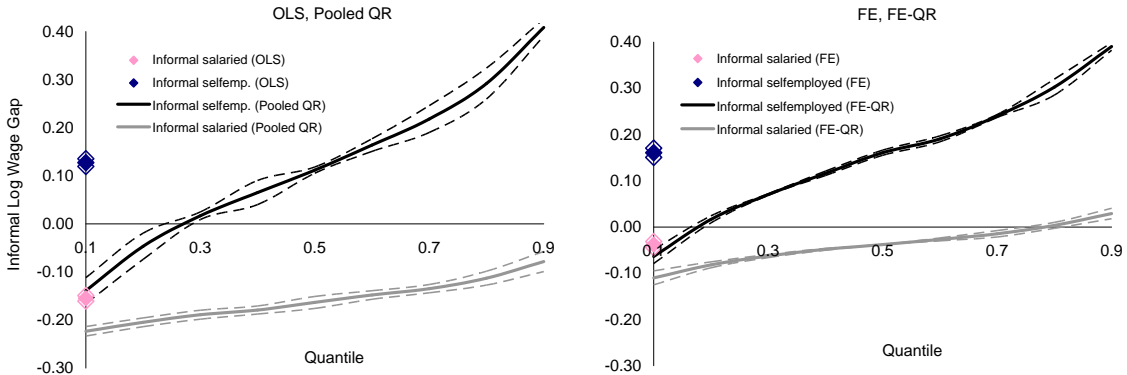 OLS, Pooled QR
0.40
0.30
0.20
0.10
0.00
-0.10
-0.20
-0.30
Informal Log Wage Gap
Informal salaried (OLS)
Informal selfemp. (OLS)
Informal selfemp. (Pooled QR)
Informal salaried (Pooled QR)
0.1 0.3 0.5 0.7 0.9
Quantile
FE, FE-QR
0.40
0.30
0.20
0.10
0.00
-0.10
-0.20
-0.30
Informal salaried (FE)
Informal selfemployed (FE)
Informal selfemployed (FE-QR)
Informal salaried (FE-QR)
0.1 0.3 0.5 0.7 0.9
Quantile